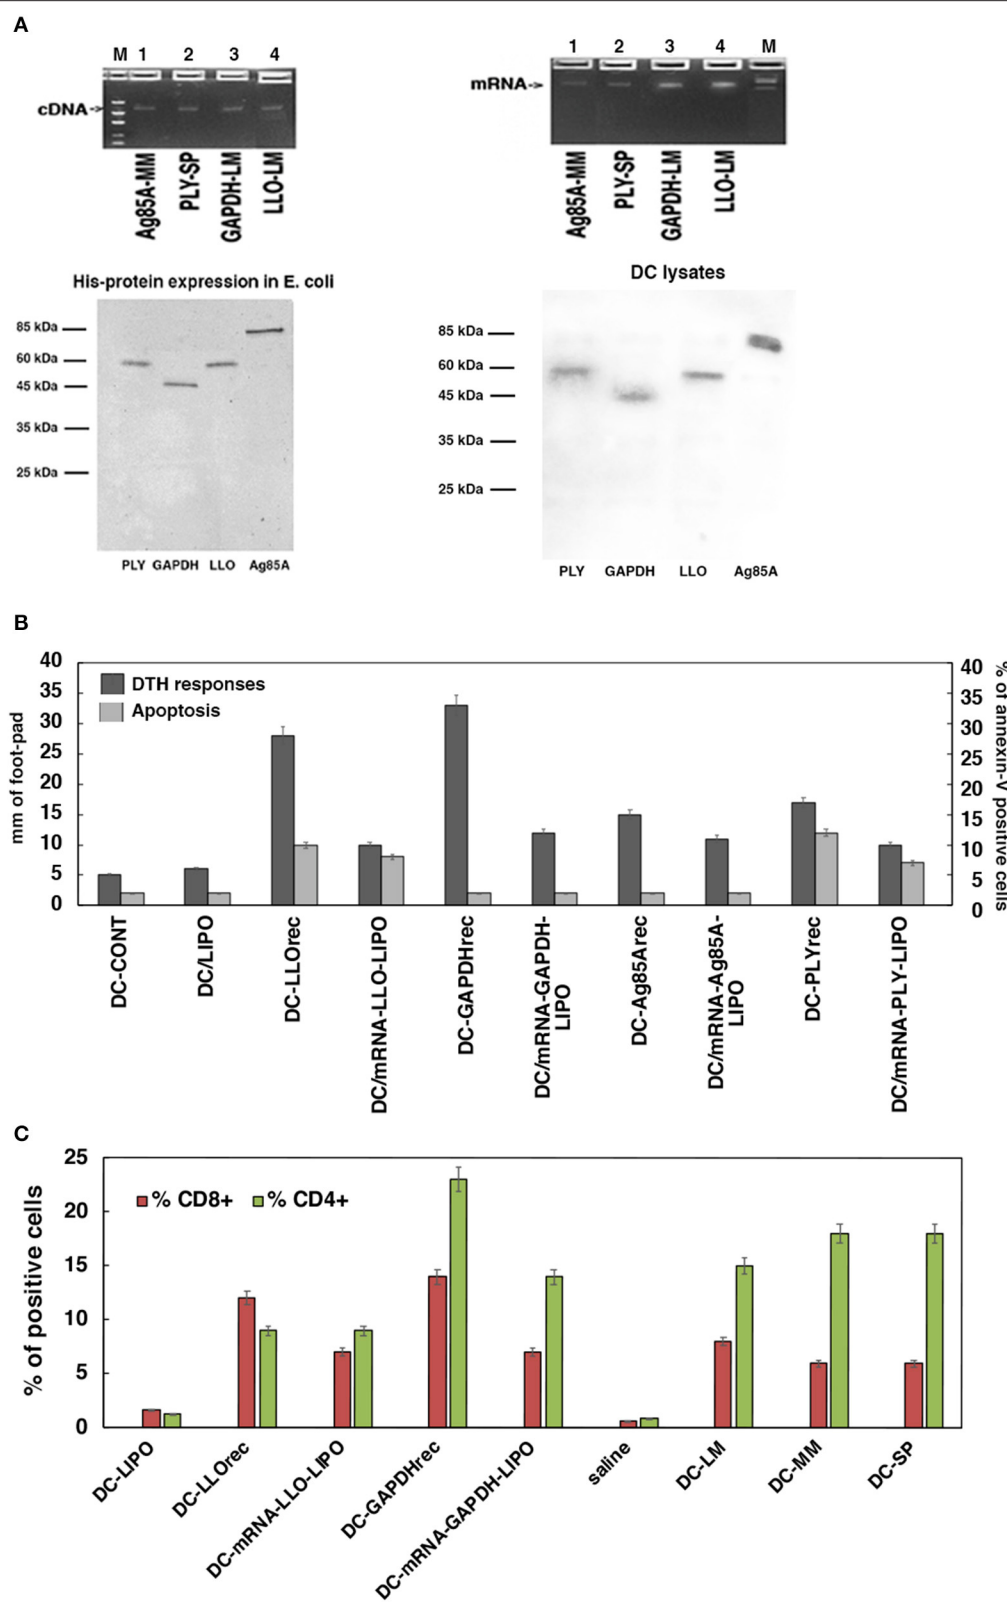 A
M 1 2 3 4
cDNA->
Ag85A-MM
PLY-SP
GAPDH-LM
LLO-LM
1 2 3 4 M
mRNA->
Ag85A-MM
PLY-SP
GAPDH-LM
LLO-LM
His-protein expression in E. coli
85 kDa
60 kDa
45 kDa
35 kDa
25 kDa
PLY GAPDH LLO Ag85A
DC lysates
85 kDa
60 kDa
45 kDa
35 kDa
25 kDa
PLY GAPDH LLO Ag85A
B
mm of foot-pad
40
35
30
25
20
15
10
5
0
DTH responses
Apoptosis
40
35
30
25
20
15
10
5
0
% of annexin-V positive cells
DC-CONT
DC/LIPO
DC-LLOrec
DC/mRNA-LLO-LIPO
DC-GAPDHrec
DC/mRNA-GAPDH-
LIPO
DC-Ag85Arec
DC/mRNA-Ag85A-
LIPO
DC-PLYrec
DC/mRNA-PLY-LIPO
C
% of positive cells
25
20
15
10
5
0
% CD8+ % CD4+
DC-LIPO
DC-LLOrec
DC-mRNA-LLO-LIPO
DC-GAPDHrec
DC-mRNA-GAPDH-LIPO
saline
DC-LM
DC-MM
DC-SP